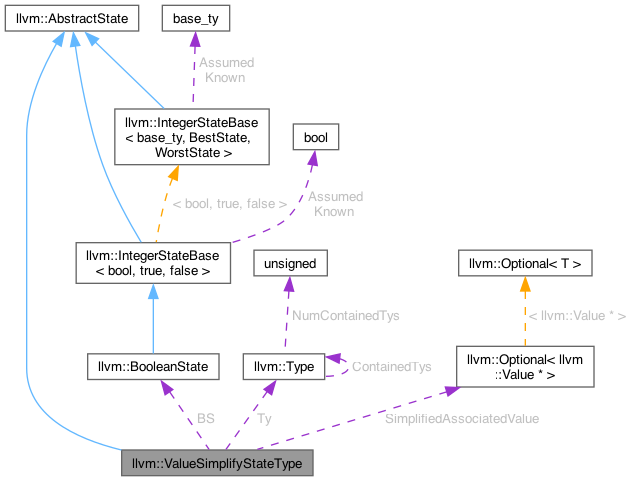 llvm::AbstractState
base_ty
Assumed
Known
llvm::IntegerStateBase
< base_ty, BestState,
WorstState >
bool
< bool, true, false >
Assumed
Known
llvm::IntegerStateBase
< bool, true, false >
unsigned
llvm::Optional< T >
NumContainedTys
< llvm::Value * >
llvm::BooleanState
llvm::Type
ContainedTys
llvm::Optional< llvm
::Value * >
BS
Ty
SimplifiedAssociatedValue
llvm::ValueSimplifyStateType